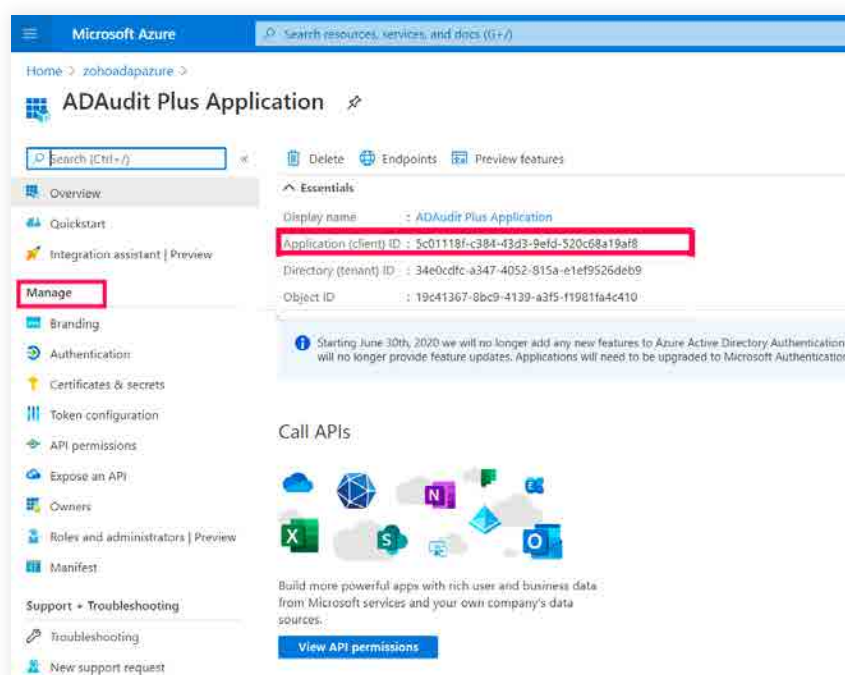 Microsoft Azure
Search resources, services, and docs (G+/)
Home > zohoadapazure >
ADAudit Plus Application
Search (Ctrl+/)
«
Delete
Endpoints
Preview features
Overview
Essentials
Quickstart
Display name : ADAudit Plus Application
Integration assistant | Preview
Application (client) ID : 5c01118f-c384-43d3-9efd-520c68a19af8
Directory (tenant) ID : 34e0cdfc-a347-4052-815a-e1ef9526deb9
Object ID : 19c41367-8bc9-4139-a3f5-f1981fa4c410
Manage
Branding
Authentication
Certificates & secrets
Token configuration
API permissions
Expose an API
Owners
Roles and administrators | Preview
Manifest
Support + Troubleshooting
Troubleshooting
New support request
Starting June 30th, 2020 we will no longer add any new features to Azure Active Directory Authentication
will no longer provide feature updates. Applications will need to be upgraded to Microsoft Authentication
Call APIs
N
E
X
S
O
Build more powerful apps with rich user and business data
from Microsoft services and your own company's data
sources.
View API permissions